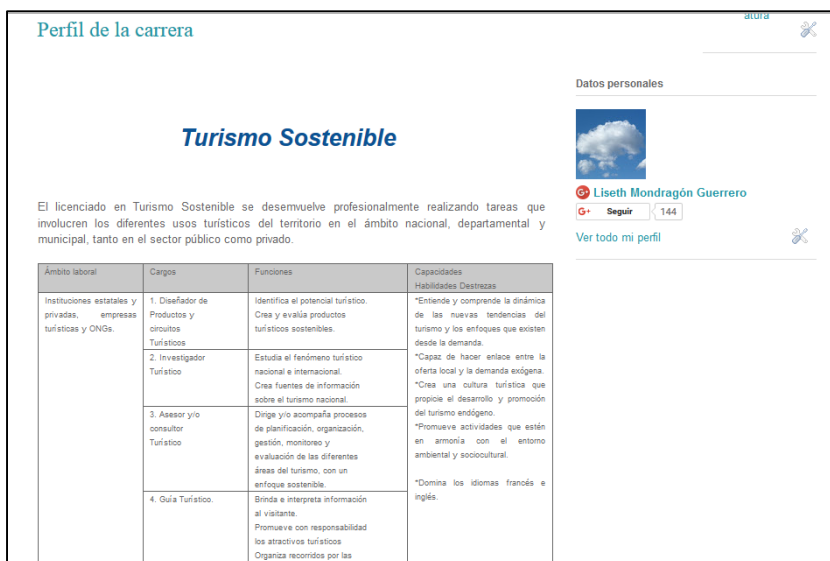 Perfil de la carrera
atura
Datos personales
Turismo Sostenible
Liseth Mondragón Guerrero
G+ Seguir 144
Ver todo mi perfil
El licenciado en Turismo Sostenible se desemvuelve profesionalmente realizando tareas que
involucren los diferentes usos turísticos del territorio en el ámbito nacional, departamental y
municipal, tanto en el sector público como privado.
Ámbito laboral
Cargos
Funciones
Capacidades
Habilidades Destrezas
Instituciones estatales y
privadas, empresas
turísticas y ONGs.
1. Diseñador de
Productos y
circuitos
Turísticos
Identifica el potencial turístico.
Crea y evalúa productos
turísticos sostenibles.
2. Investigador
Turístico
Estudia el fenómeno turístico
nacional e internacional.
Crea fuentes de información
sobre el turismo nacional.
3. Asesor y/o
consultor
Turístico
Dirige y/o acompaña procesos
de planificación, organización,
gestión, monitoreo y
evaluación de las diferentes
áreas del turismo, con un
enfoque sostenible.
4. Guía Turístico.
Brinda e interpreta información
al visitante.
Promueve con responsabilidad
los atractivos turísticos
Organiza recorridos por las
*Entiende y comprende la dinámica
de las nuevas tendencias del
turismo y los enfoques que existen
desde la demanda.
*Capaz de hacer enlace entre la
oferta local y la demanda exógena.
*Crea una cultura turística que
propicie el desarrollo y promoción
del turismo endógeno.
*Promueve actividades que estén
en armonía con el entorno
ambiental y sociocultural.
*Domina los idiomas francés e
inglés.